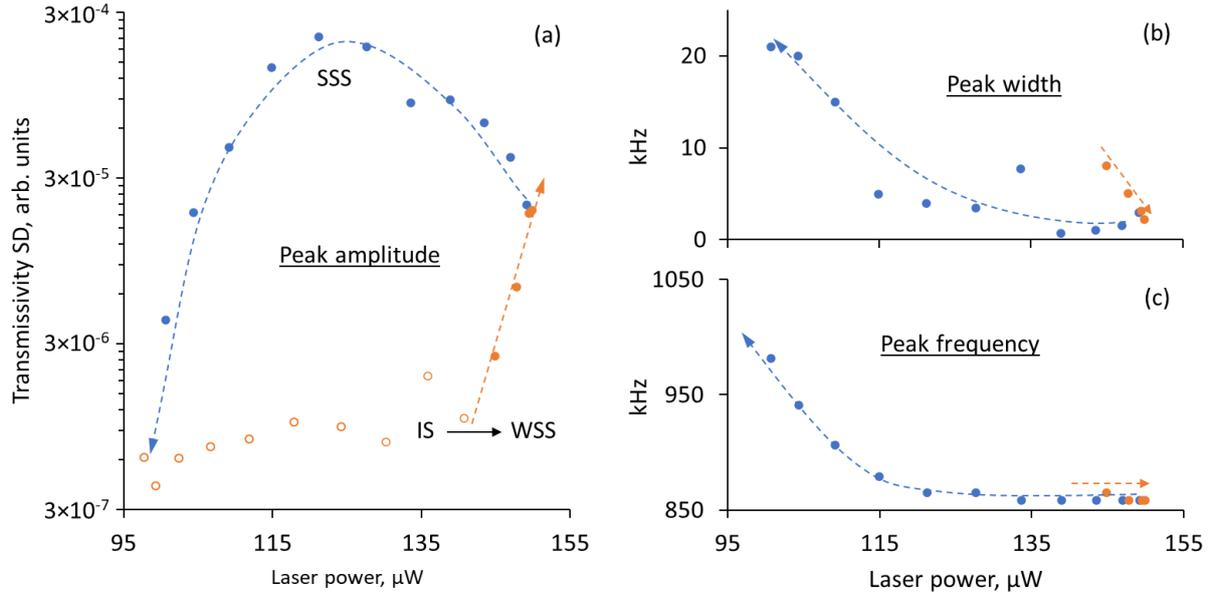 3×10⁻⁴
(a)
SSS
3×10⁻⁵
Peak amplitude
3×10⁻⁶
IS
WSS
3×10⁻⁷
95 115 135 155
Laser power, µW
Transmissivity SD, arb. units
(b)
20
Peak width
10
0
kHz
1050
(c)
Peak frequency
950
850
kHz
95 115 135 155
Laser power, µW